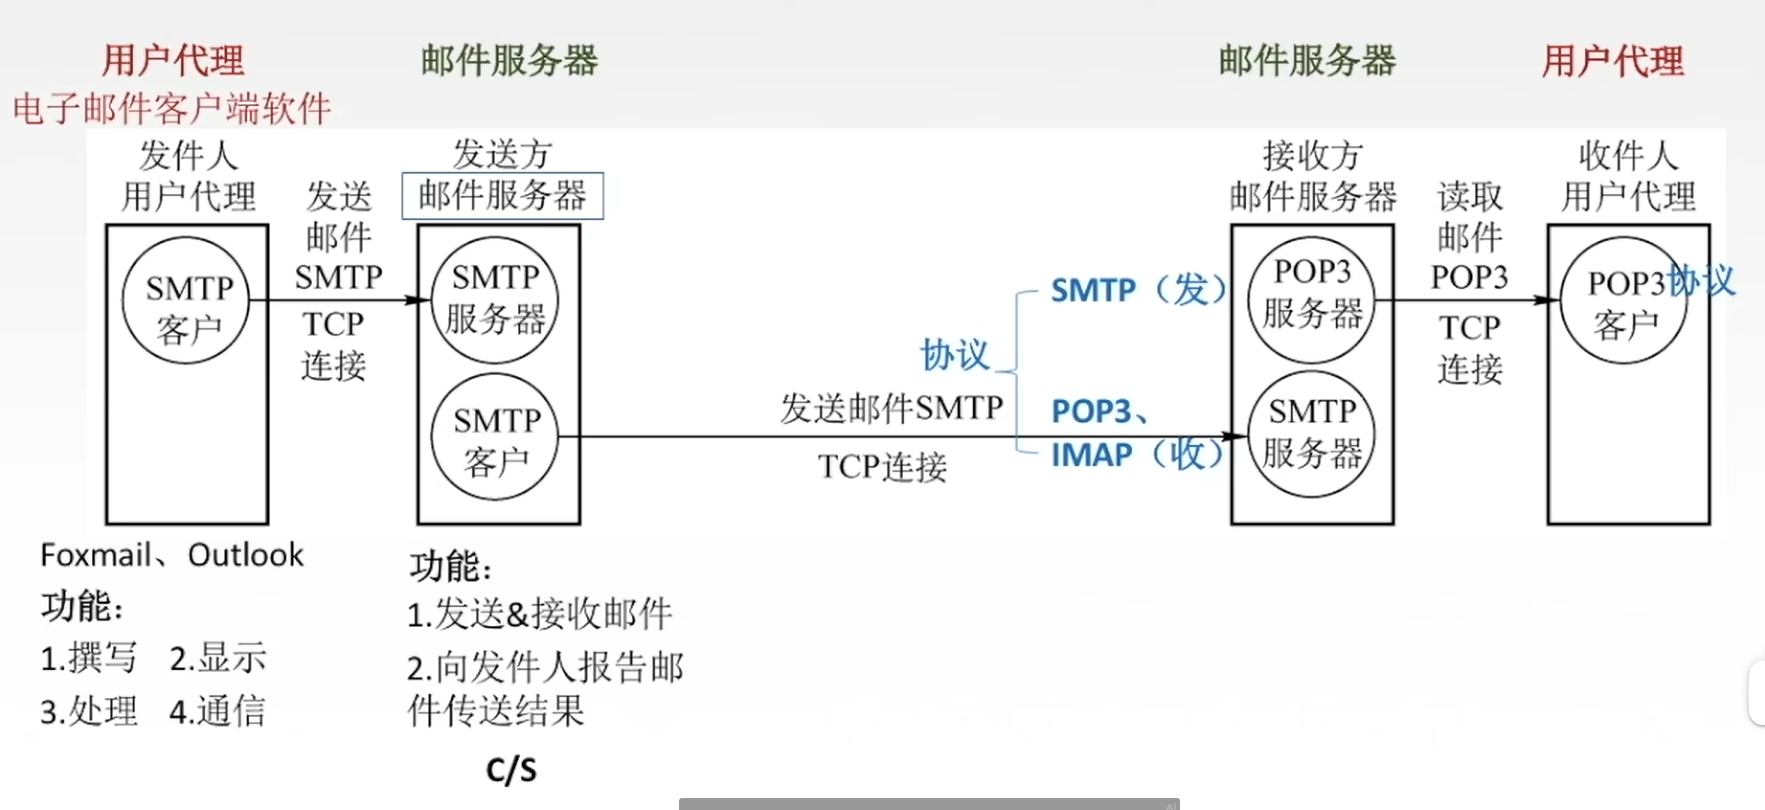 用户代理
电子邮件客户端软件
邮件服务器
邮件服务器
用户代理
发件人
用户代理
发送
邮件
SMTP
TCP
连接
发送方
邮件服务器
接收方
邮件服务器
读取
邮件
POP3
TCP
连接
收件人
用户代理
SMTP
客户
SMTP
服务器
SMTP
客户
发送邮件SMTP
TCP连接
协议
SMTP（发）
POP3、
IMAP（收）
POP3
服务器
SMTP
服务器
POP3
客户
协议
Foxmail、Outlook
功能：
1.撰写 2.显示
3.处理 4.通信
功能：
1.发送&接收邮件
2.向发件人报告邮
件传送结果
C/S
AI